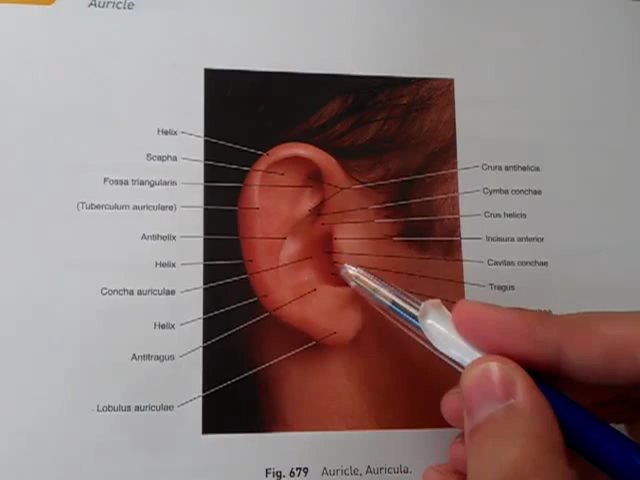 Auricle
Helix
Scapha
Fossa triangularis
(Tuberculum auriculare)
Antihelix
Helix
Concha auriculae
Helix
Antitragus
Lobulus auriculae
Crura antihelicis
Cymba conchae
Crus helicis
Incisura anterior
Cavitas conchae
Tragus
Fig. 679 Auricle, Auricula.